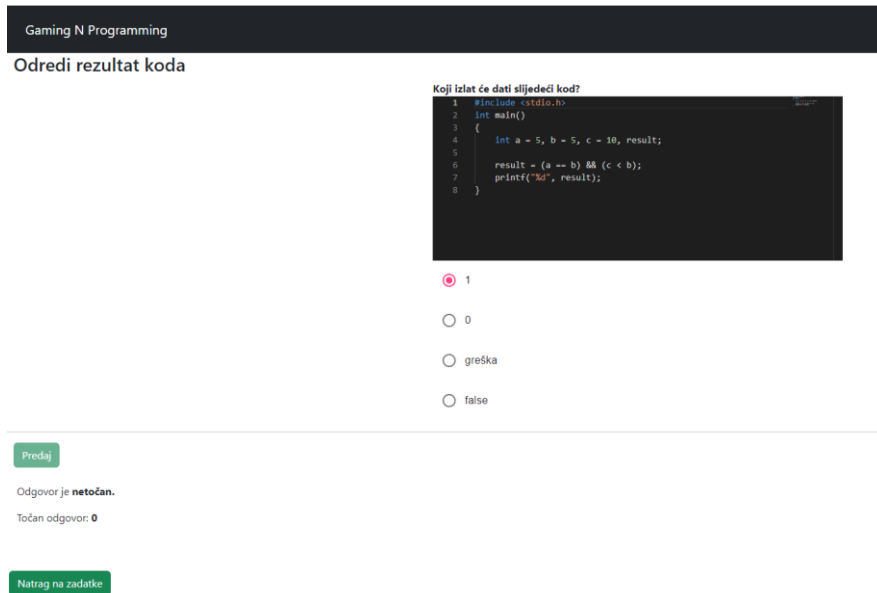 Gaming N Programming
Odredi rezultat koda
Koji izlat će dati slijedeći kod?
1 #include <stdio.h>
2 int main()
3 {
4 int a = 5, b = 5, c = 10, result;
5
6 result = (a == b) && (c < b);
7 printf("%d", result);
8 }
1
0
greška
false
Predaj
Odgovor je netočan.
Točan odgovor: 0
Natrag na zadatke